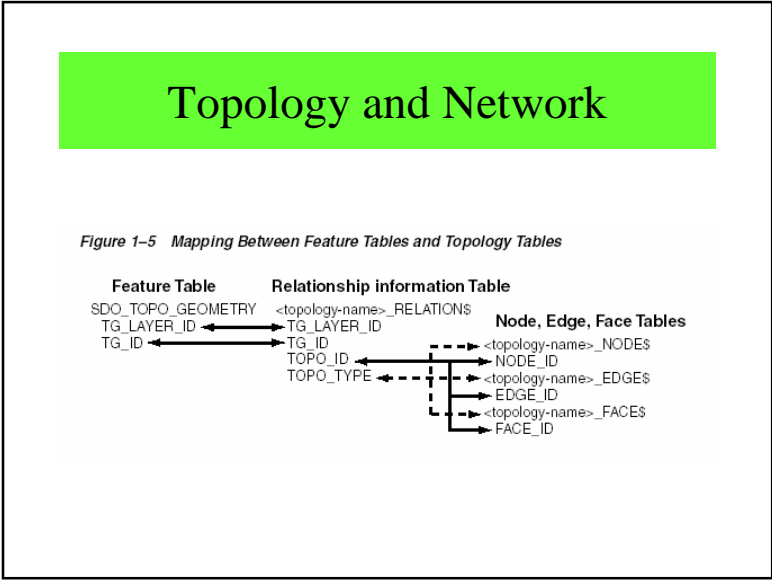 Topology and Network
Figure 1–5 Mapping Between Feature Tables and Topology Tables
Feature Table
SDO_TOPO_GEOMETRY
TG_LAYER_ID
TG_ID
Relationship information Table
<topology-name>_RELATION$
TG_LAYER_ID
TG_ID
TOPO_ID
TOPO_TYPE
Node, Edge, Face Tables
<topology-name>_NODE$
NODE_ID
<topology-name>_EDGE$
EDGE_ID
<topology-name>_FACE$
FACE_ID